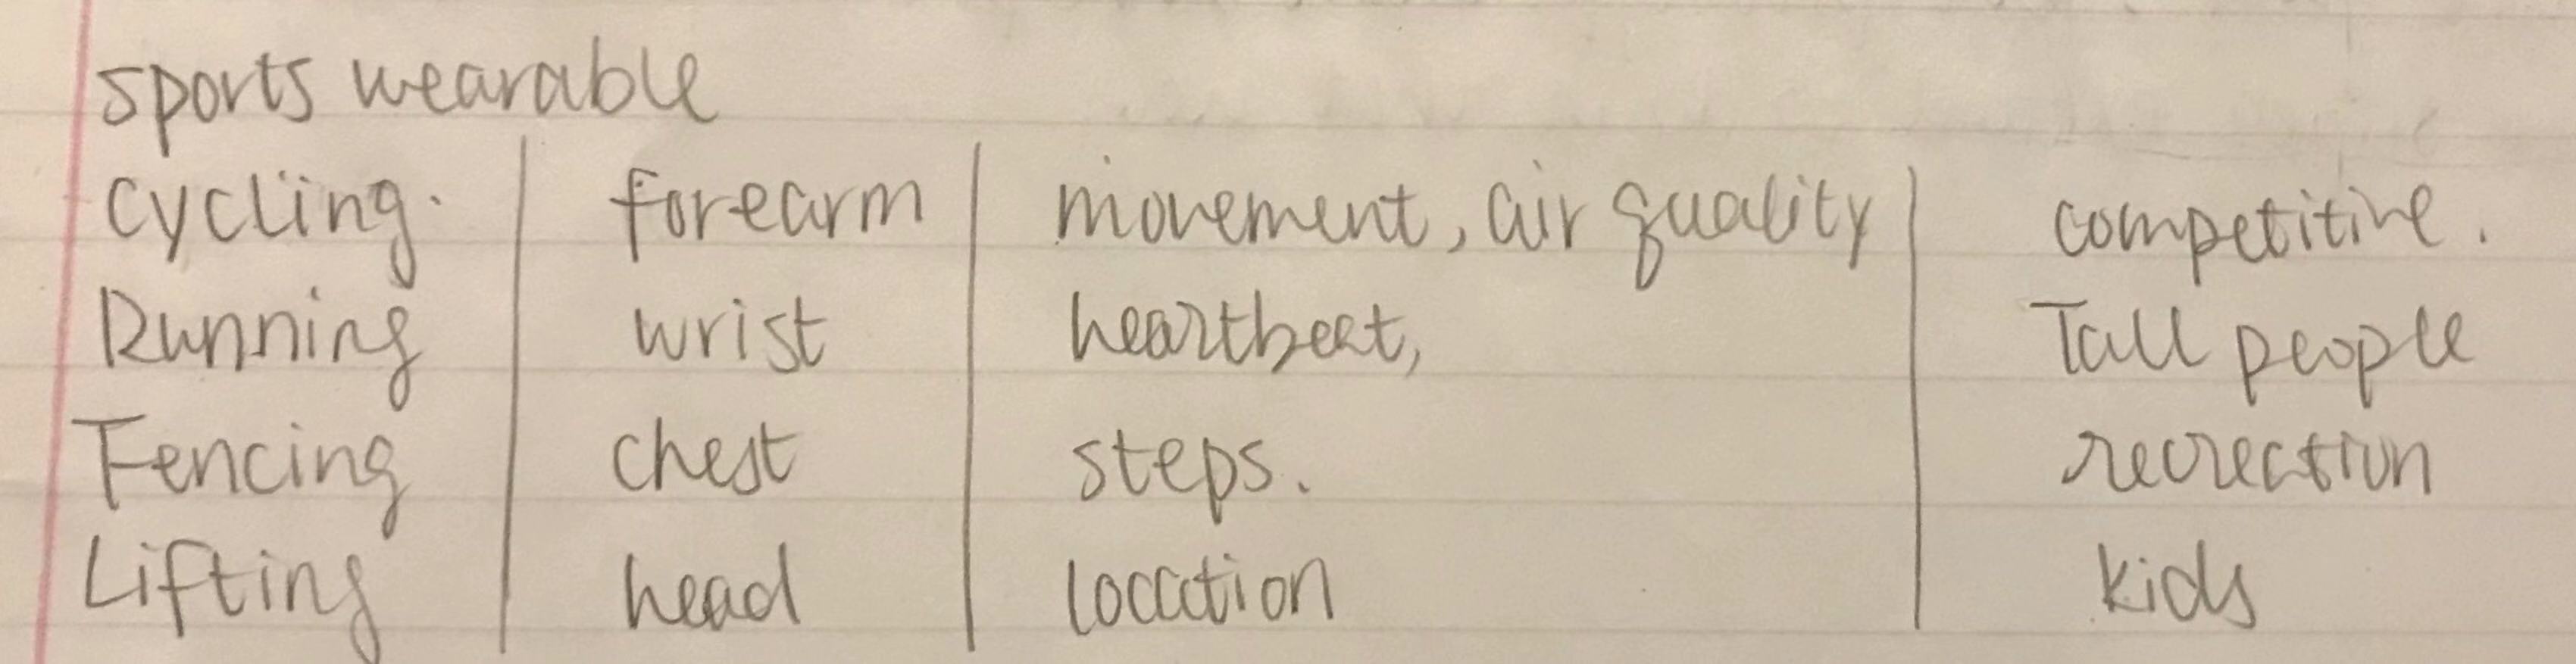 sports wearable
cycling. forearm movement, air quality competitive.
Running wrist heartbeat, Tall people
Fencing chest steps. recreation
Lifting head location kids